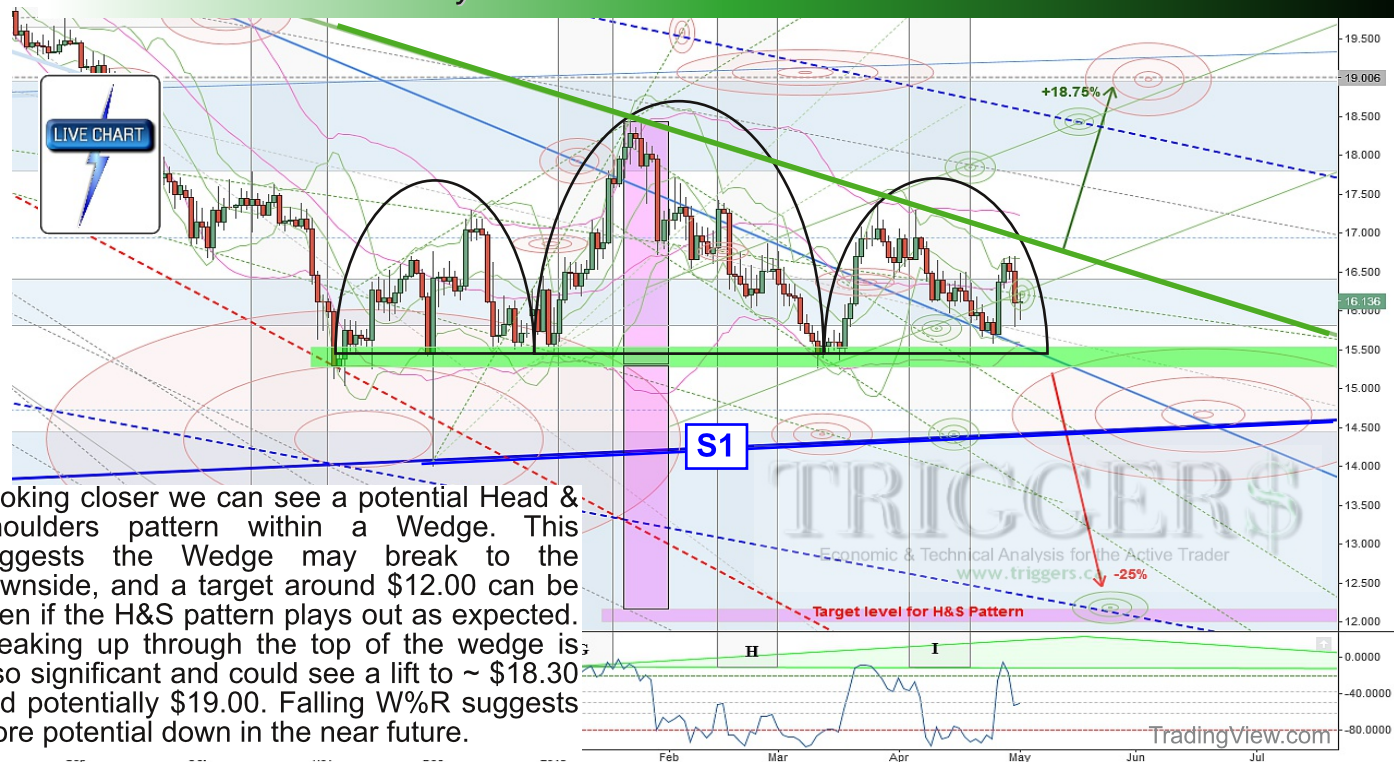 19.500
19.006
+18.75%
18.500
LIVE CHART
18.000
17.500
17.000
16.500
16.136
16.000
15.500
15.000
14.500
S1
14.000
TRIGGER$
13.500
13.000
Economic & Technical Analysis for the Active Trader
www.triggers.ca
-25%
12.500
Target level for H&S Pattern
12.000
oking closer we can see a potential Head &
houlders pattern within a Wedge. This
ggests the Wedge may break to the
wnside, and a target around $12.00 can be
en if the H&S pattern plays out as expected.
eaking up through the top of the wedge is
so significant and could see a lift to ~ $18.30
d potentially $19.00. Falling W%R suggests
ore potential down in the near future.
H
I
0.0000
-40.0000
-80.0000
TradingView.com
Feb Mar Apr May Jun Jul